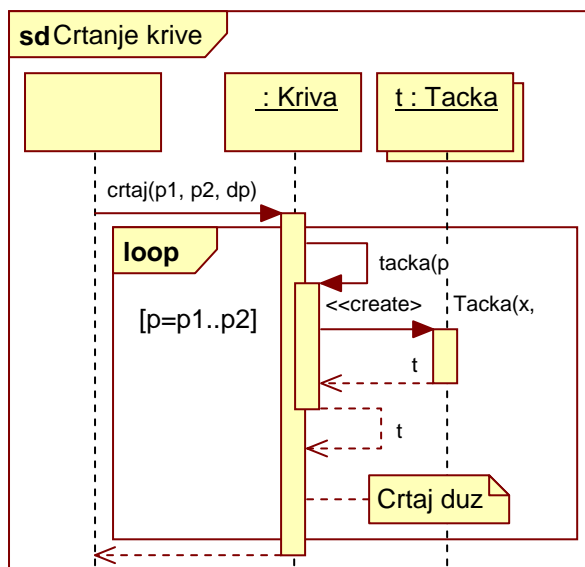 sd Crtanje krive
: Kriva
t : Tacka
crtaj(p1, p2, dp)
loop
tacka(p
[p=p1..p2]
<<create>
Tacka(x,
t
t
Crtaj duz